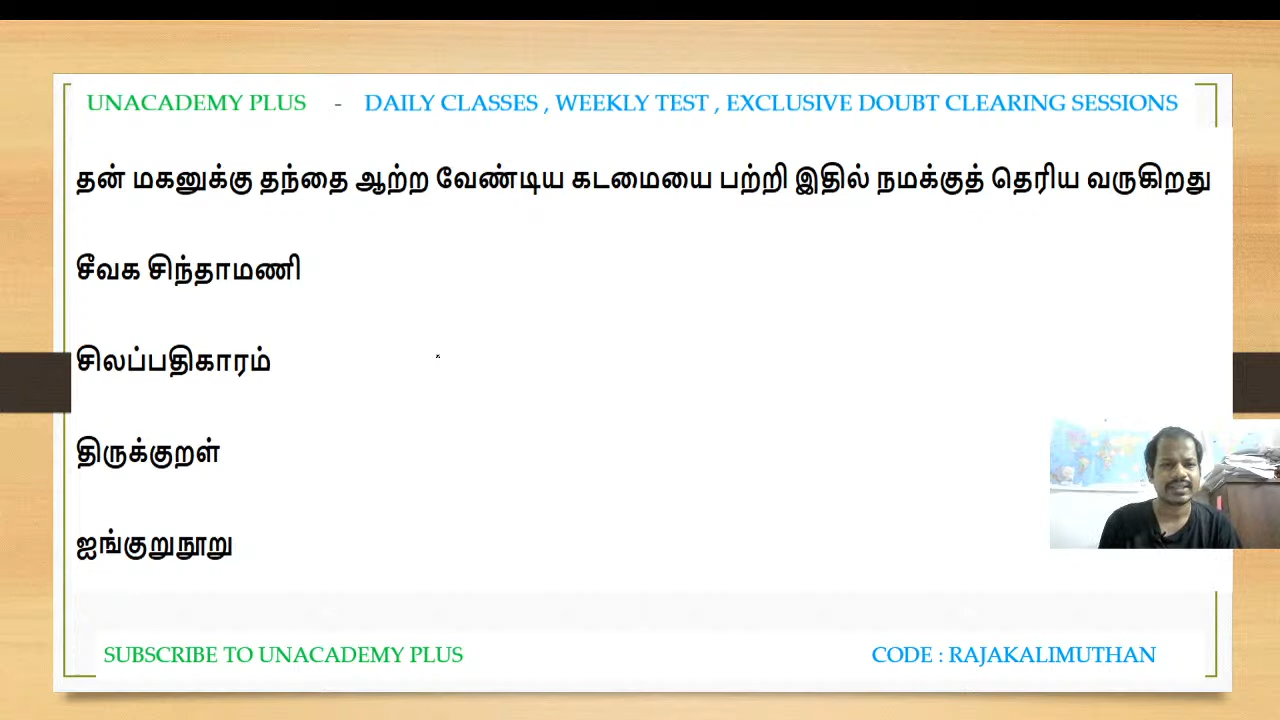 UNACADEMY PLUS - DAILY CLASSES , WEEKLY TEST , EXCLUSIVE DOUBT CLEARING SESSIONS
தன் மகனுக்கு தந்தை ஆற்ற வேண்டிய கடமையை பற்றி இதில் நமக்குத் தெரிய வருகிறது
சீவக சிந்தாமணி
சிலப்பதிகாரம்
திருக்குறள்
ஐங்குறுநூறு
SUBSCRIBE TO UNACADEMY PLUS CODE : RAJAKALIMUTHAN